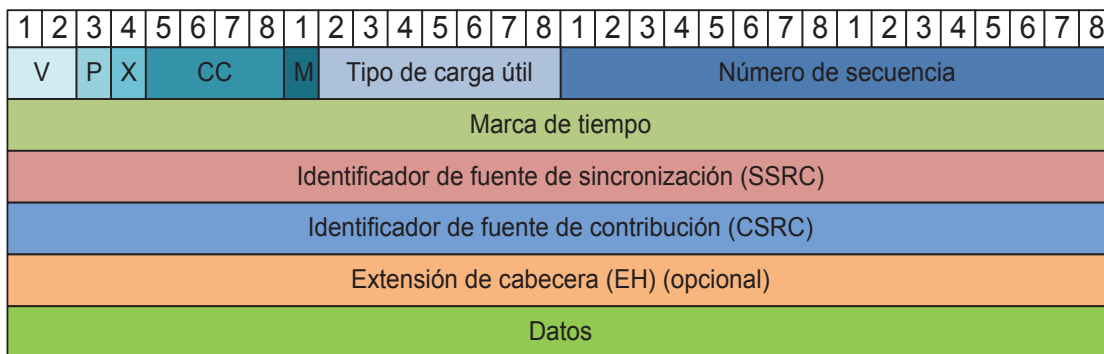 1 2 3 4 5 6 7 8 1 2 3 4 5 6 7 8 1 2 3 4 5 6 7 8 1 2 3 4 5 6 7 8
V P X CC M Tipo de carga útil Número de secuencia
Marca de tiempo
Identificador de fuente de sincronización (SSRC)
Identificador de fuente de contribución (CSRC)
Extensión de cabecera (EH) (opcional)
Datos